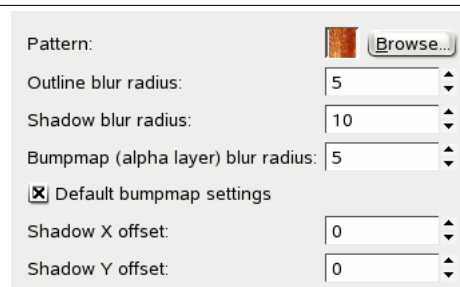 Pattern: Browse...
Outline blur radius: 5
Shadow blur radius: 10
Bumpmap (alpha layer) blur radius: 5
Default bumpmap settings
Shadow X offset: 0
Shadow Y offset: 0